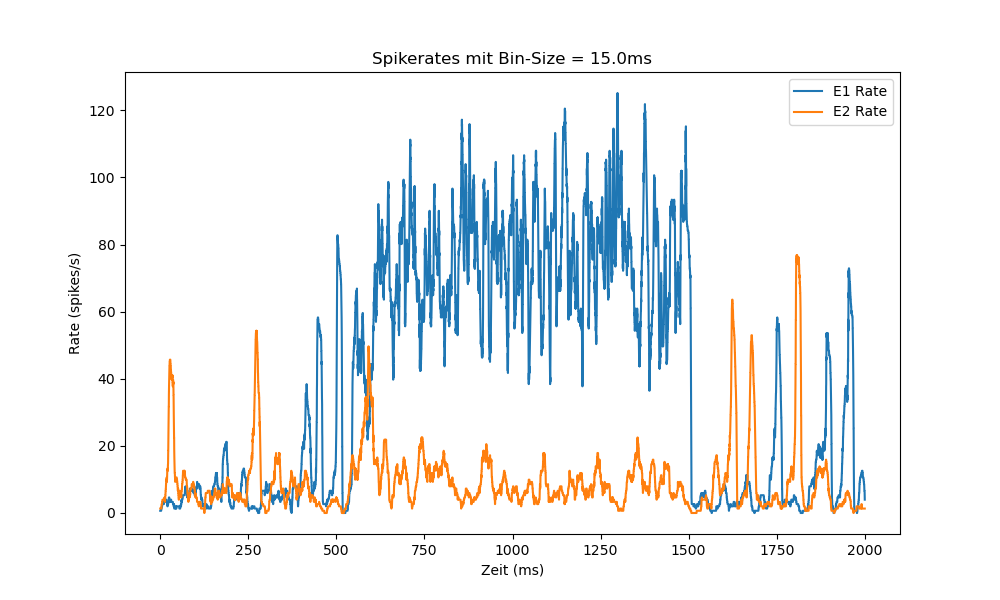 Spikerates mit Bin-Size = 15.0ms
E1 Rate
E2 Rate
120
100
80
60
40
20
0
Rate (spikes/s)
0 250 500 750 1000 1250 1500 1750 2000
Zeit (ms)